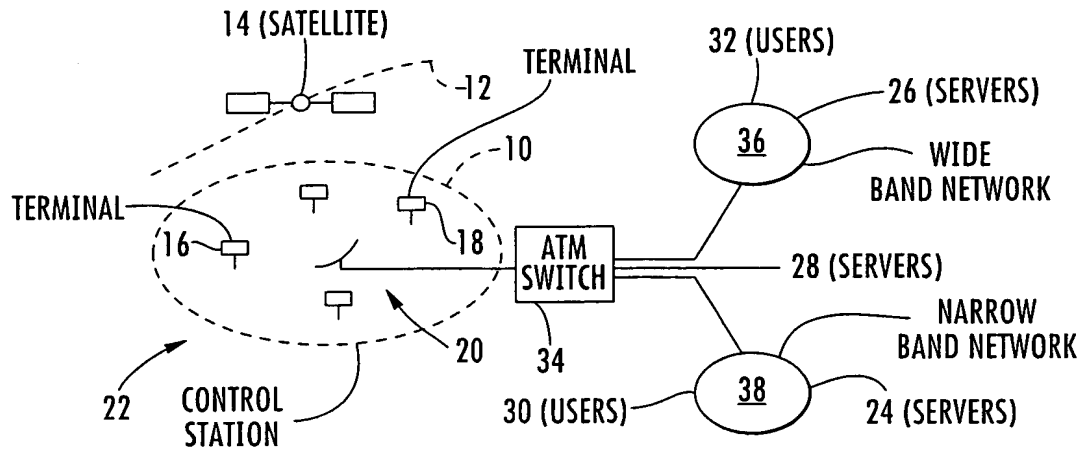 14 (SATELLITE)
TERMINAL
32 (USERS)
12
26 (SERVERS)
10
36
WIDE
BAND NETWORK
TERMINAL
16
18
ATM
SWITCH
28 (SERVERS)
NARROW
BAND NETWORK
20
34
22
CONTROL
STATION
30 (USERS)
38
24 (SERVERS)